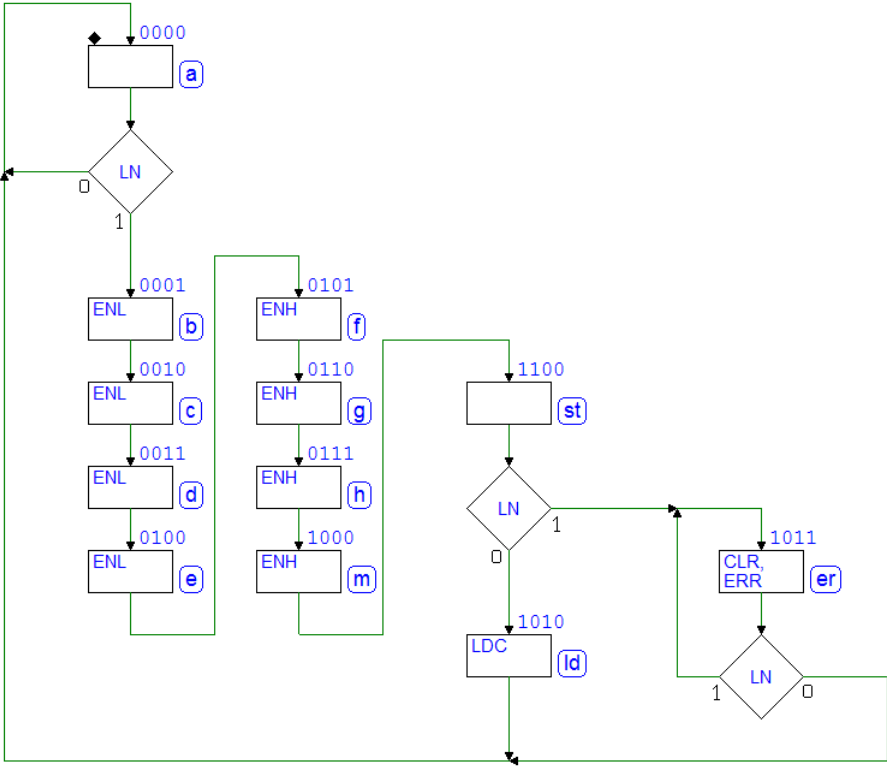 0000
a
LN
0
1
0001
ENL
b
0101
ENH
f
0010
ENL
c
0110
ENH
g
1100
st
0011
ENL
d
0111
ENH
h
LN
1
0
0100
ENL
e
1000
ENH
m
1011
CLR,
ERR
er
1010
LDC
ld
LN
1
0